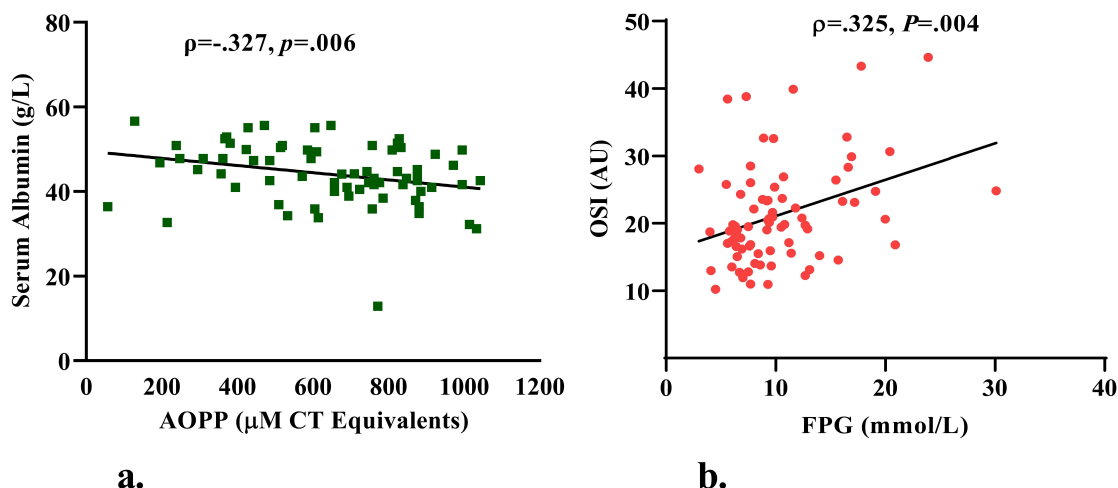 ρ=-.327, p=.006
Serum Albumin (g/L)
80
60
40
20
0
0 200 400 600 800 1000 1200
AOPP (μM CT Equivalents)
a.
ρ=.325, P=.004
OSI (AU)
50
40
30
20
10
0 10 20 30 40
FPG (mmol/L)
b.